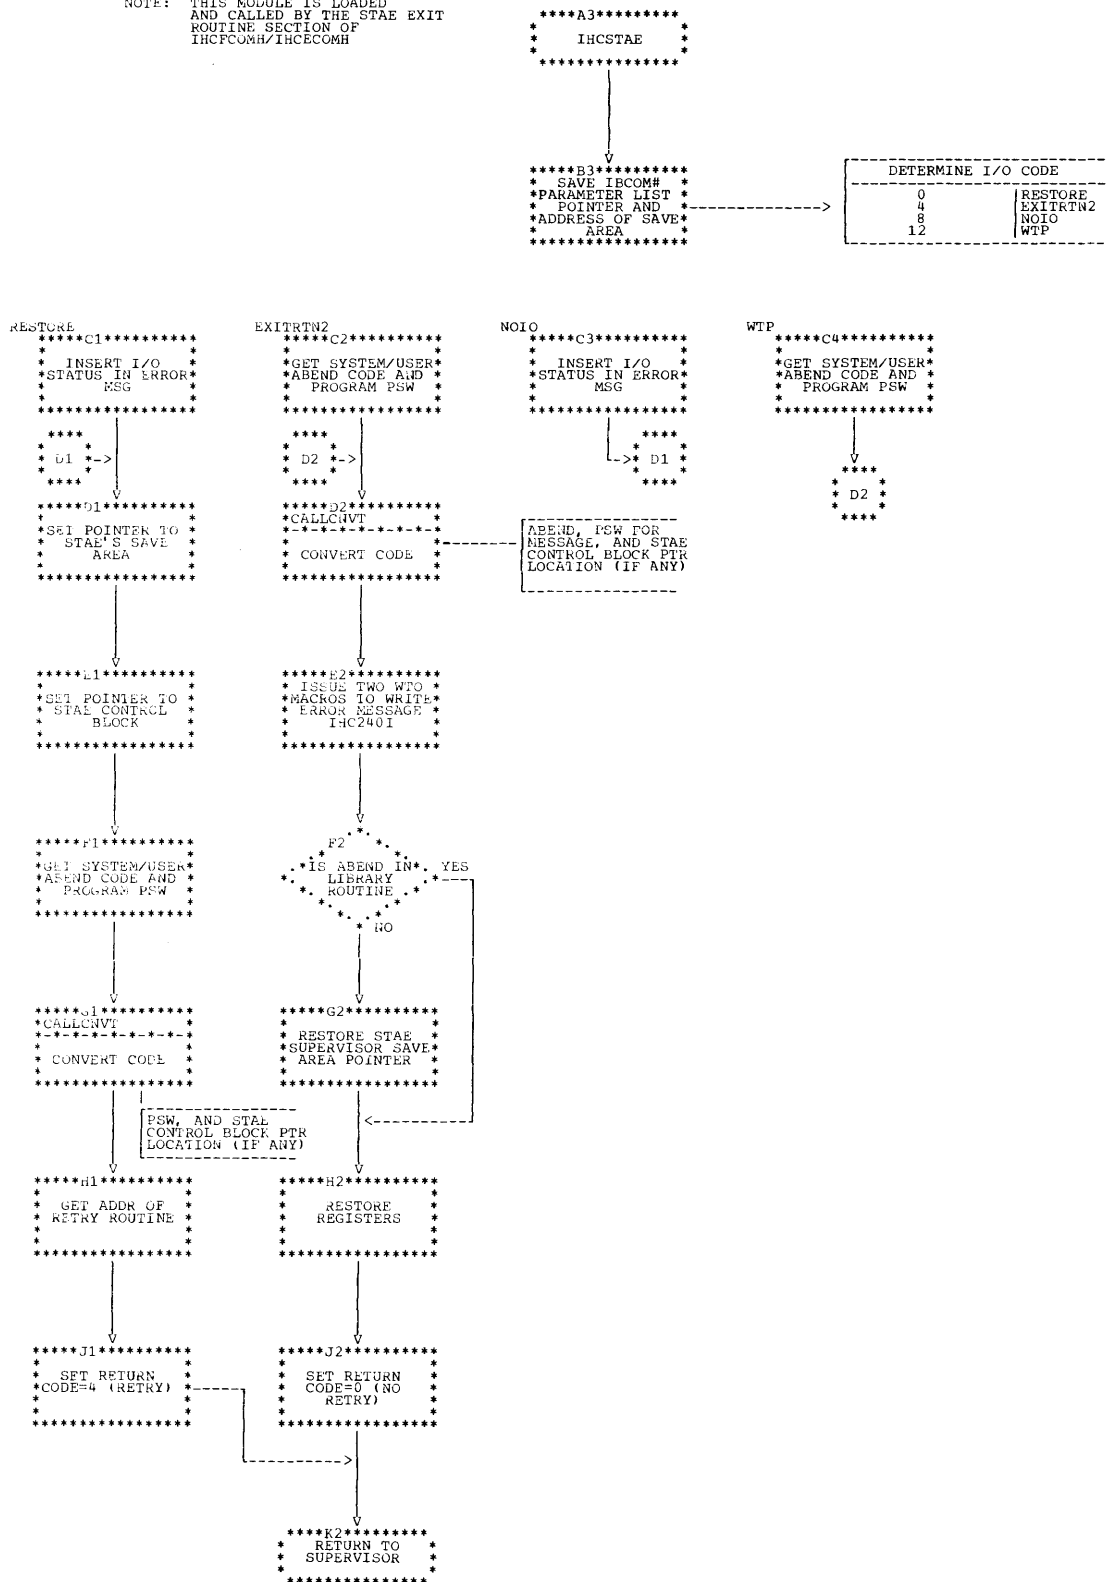 NOTE: THIS MODULE IS LOADED
AND CALLED BY THE STAE EXIT
ROUTINE SECTION OF
IHCFCOMH/IHCECOMH
A3
IHCSTAE
B3
SAVE IBCOM#
PARAMETER LIST
POINTER AND
ADDRESS OF SAVE
AREA
DETERMINE I/O CODE
0 RESTORE
4 EXITRTN2
8 NOIO
12 WTP
RESTORE
C1
INSERT I/O
STATUS IN ERROR
MSG
EXITRTN2
C2
GET SYSTEM/USER
ABEND CODE AND
PROGRAM PSW
NOIO
C3
INSERT I/O
STATUS IN ERROR
MSG
WTP
C4
GET SYSTEM/USER
ABEND CODE AND
PROGRAM PSW
D1
D2
D1
D2
D1
SET POINTER TO
STAE'S SAVE
AREA
D2
CALLCNVT
CONVERT CODE
ABEND, PSW FOR
MESSAGE, AND STAE
CONTROL BLOCK PTR
LOCATION (IF ANY)
E1
SET POINTER TO
STAE CONTROL
BLOCK
E2
ISSUE TWO WTO
MACROS TO WRITE
ERROR MESSAGE
IHC240I
F1
GET SYSTEM/USER
ABEND CODE AND
PROGRAM PSW
F2
IS ABEND IN
LIBRARY
ROUTINE
YES
NO
G1
CALLCNVT
CONVERT CODE
G2
RESTORE STAE
SUPERVISOR SAVE
AREA POINTER
PSW, AND STAE
CONTROL BLOCK PTR
LOCATION (IF ANY)
H1
GET ADDR OF
RETRY ROUTINE
H2
RESTORE
REGISTERS
J1
SET RETURN
CODE=4 (RETRY)
J2
SET RETURN
CODE=0 (NO
RETRY)
K2
RETURN TO
SUPERVISOR